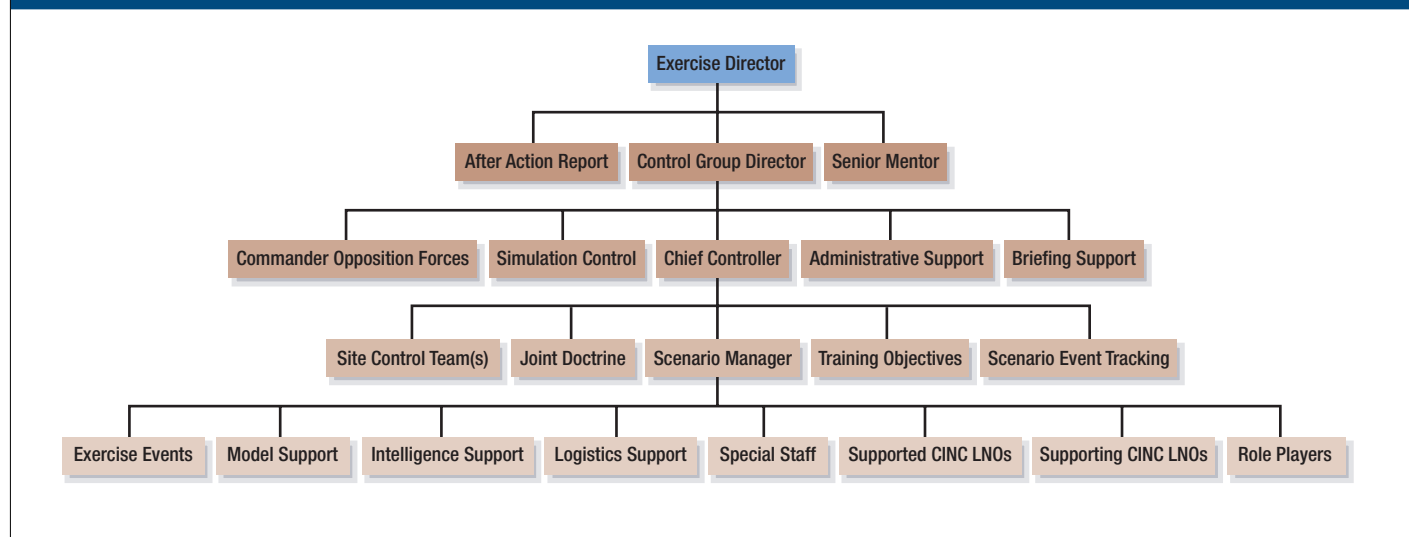 Exercise Director
After Action Report
Control Group Director
Senior Mentor
Commander Opposition Forces
Simulation Control
Chief Controller
Administrative Support
Briefing Support
Site Control Team(s)
Joint Doctrine
Scenario Manager
Training Objectives
Scenario Event Tracking
Exercise Events
Model Support
Intelligence Support
Logistics Support
Special Staff
Supported CINC LNOs
Supporting CINC LNOs
Role Players